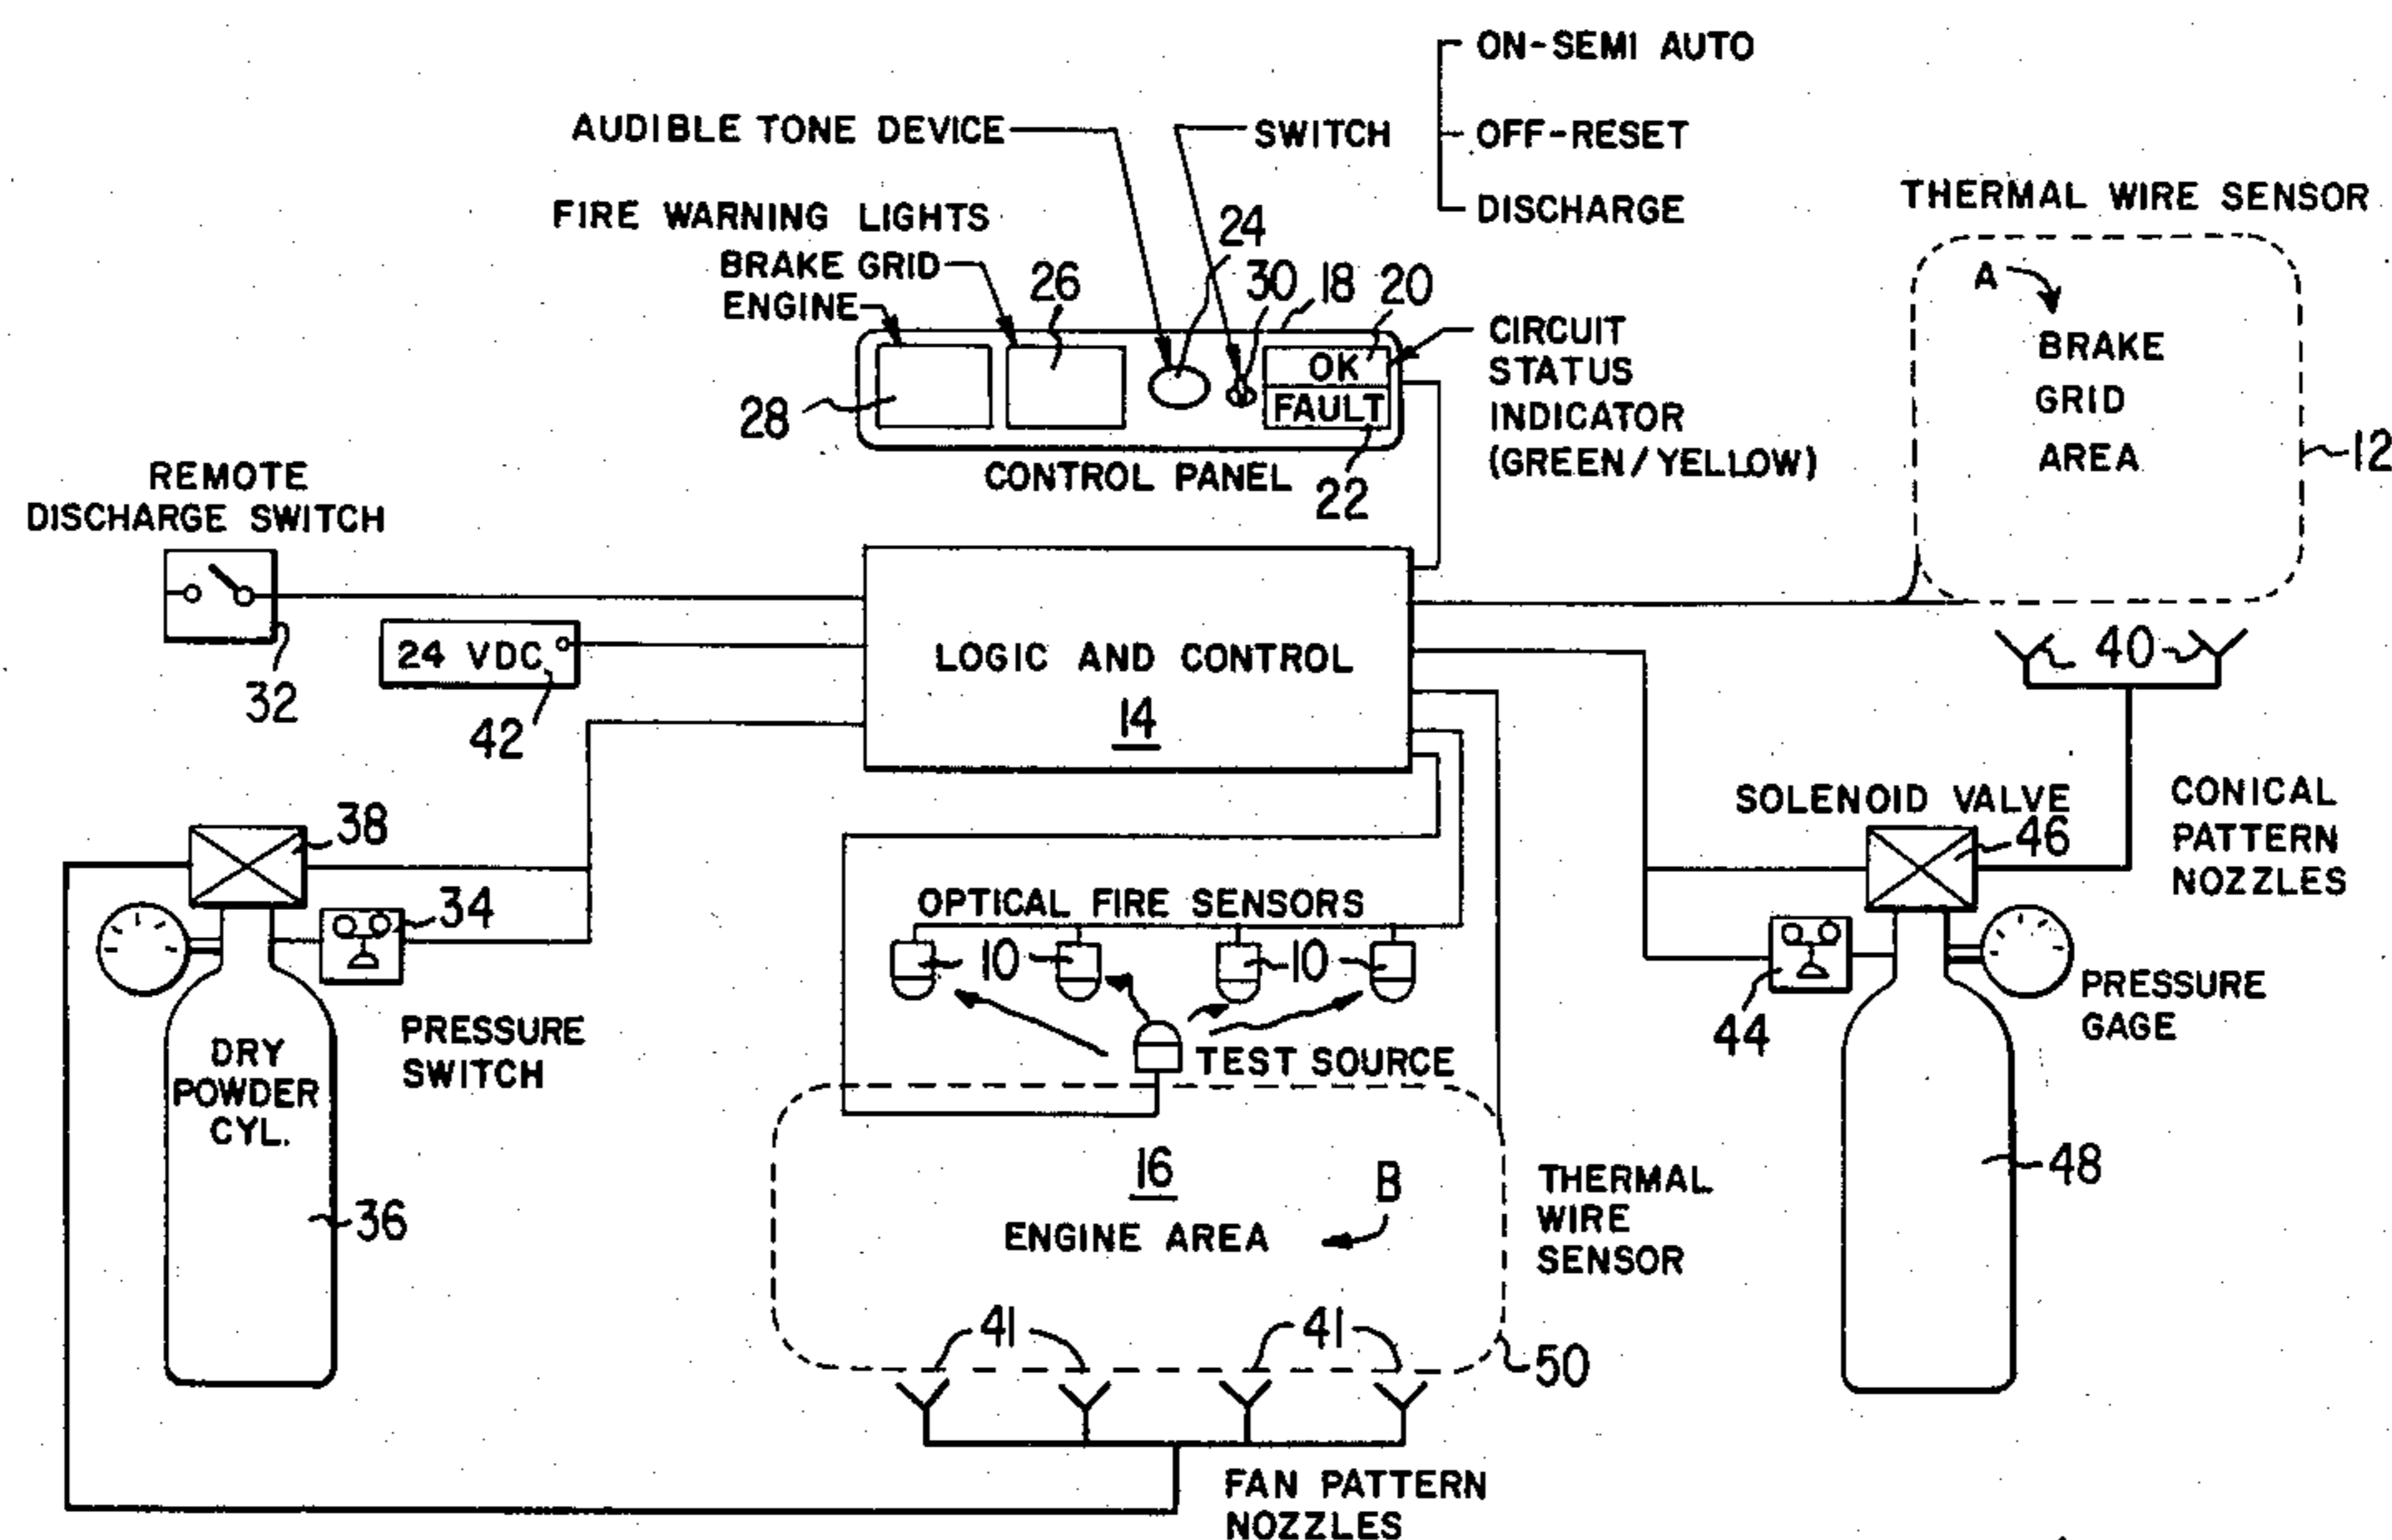 ON-SEMI AUTO
AUDIBLE TONE DEVICE
SWITCH
OFF-RESET
DISCHARGE
THERMAL WIRE SENSOR
FIRE WARNING LIGHTS
BRAKE GRID
ENGINE
26
24
30
18
20
A
BRAKE
GRID
AREA
12
OK
FAULT
28
CIRCUIT
STATUS
INDICATOR
(GREEN/YELLOW)
CONTROL PANEL
22
REMOTE
DISCHARGE SWITCH
32
24 VDC
42
LOGIC AND CONTROL
14
40
38
34
SOLENOID VALVE
46
CONICAL
PATTERN
NOZZLES
OPTICAL FIRE SENSORS
10
10
TEST SOURCE
44
PRESSURE
GAGE
PRESSURE
SWITCH
DRY
POWDER
CYL.
36
16
B
ENGINE AREA
THERMAL
WIRE
SENSOR
48
41
41
50
FAN PATTERN
NOZZLES